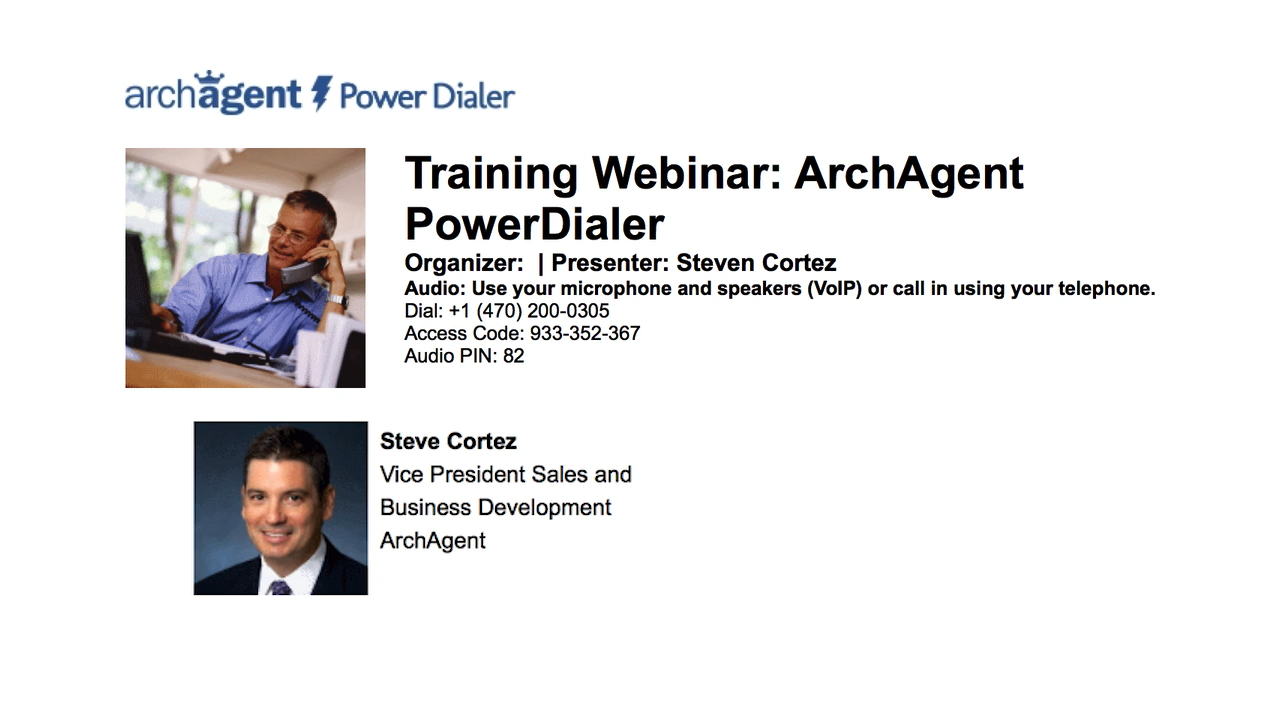 archagent Power Dialer
Training Webinar: ArchAgent
PowerDialer
Organizer:  | Presenter: Steven Cortez
Audio: Use your microphone and speakers (VoIP) or call in using your telephone.
Dial: +1 (470) 200-0305
Access Code: 933-352-367
Audio PIN: 82
Steve Cortez
Vice President Sales and
Business Development
ArchAgent